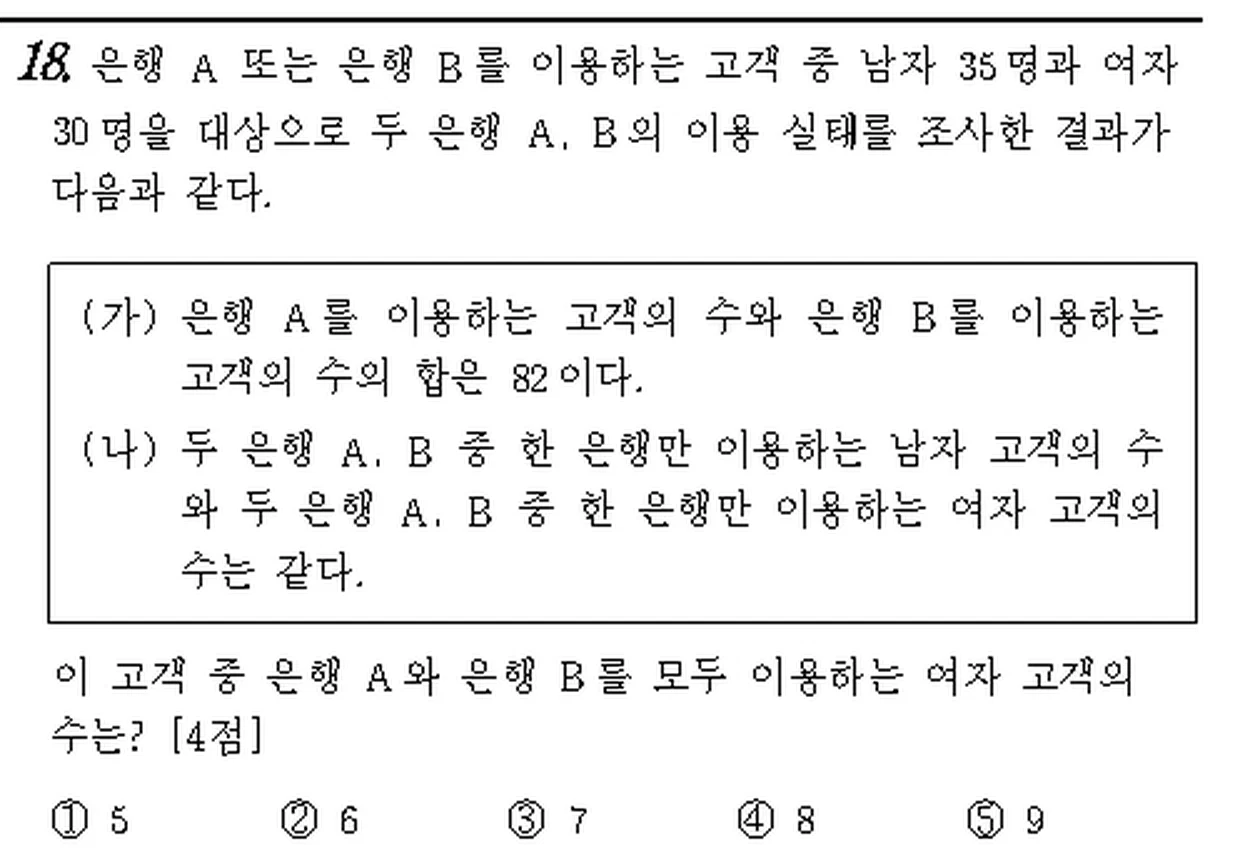 18. 은행 A 또는 은행 B를 이용하는 고객 중 남자 35명과 여자
30명을 대상으로 두 은행 A, B의 이용 실태를 조사한 결과가
다음과 같다.
(가) 은행 A를 이용하는 고객의 수와 은행 B를 이용하는
고객의 수의 합은 82이다.
(나) 두 은행 A, B 중 한 은행만 이용하는 남자 고객의 수
와 두 은행 A, B 중 한 은행만 이용하는 여자 고객의
수는 같다.
이 고객 중 은행 A와 은행 B를 모두 이용하는 여자 고객의
수는? [4점]
① 5 ② 6 ③ 7 ④ 8 ⑤ 9